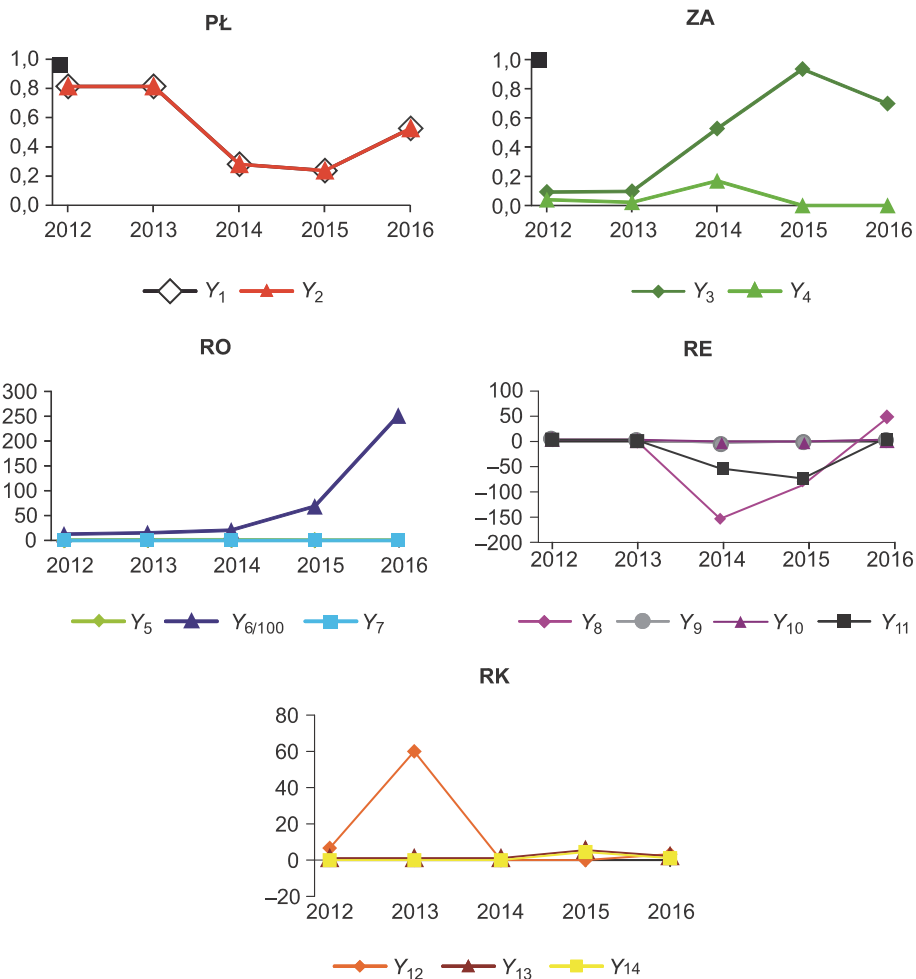 PŁ
1,0
0,8
0,6
0,4
0,2
0,0
2012 2013 2014 2015 2016
Y1 Y2
ZA
1,0
0,8
0,6
0,4
0,2
0,0
2012 2013 2014 2015 2016
Y3 Y4
RO
300
250
200
150
100
50
0
2012 2013 2014 2015 2016
Y5 Y6/100 Y7
RE
100
50
0
–50
–100
–150
–200
2012 2013 2014 2015 2016
Y8 Y9 Y10 Y11
RK
80
60
40
20
0
–20
2012 2013 2014 2015 2016
Y12 Y13 Y14